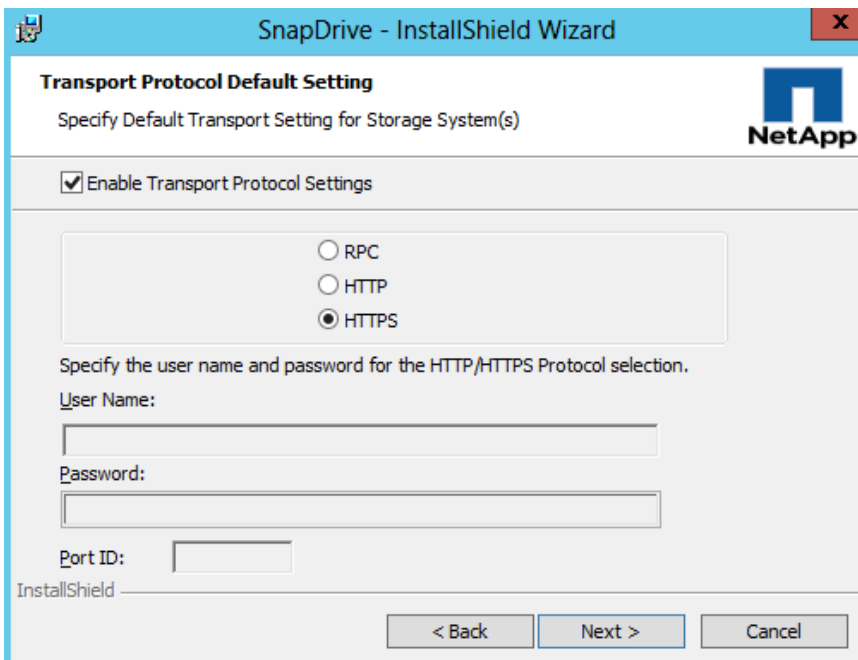 SnapDrive - InstallShield Wizard
x
Transport Protocol Default Setting
Specify Default Transport Setting for Storage System(s)
NetApp
Enable Transport Protocol Settings
RPC
HTTP
HTTPS
Specify the user name and password for the HTTP/HTTPS Protocol selection.
User Name:
Password:
Port ID:
InstallShield
< Back
Next >
Cancel